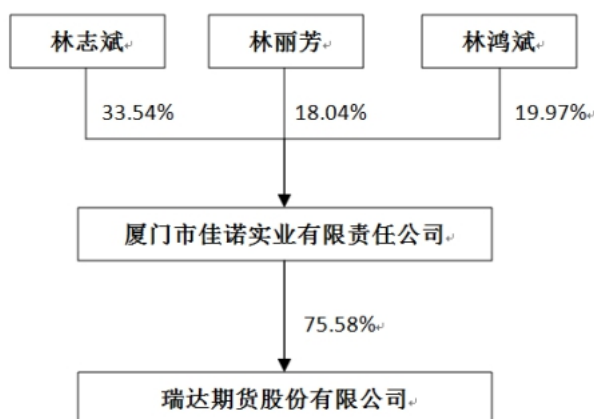 林志斌
林丽芳
林鸿斌
33.54%
18.04%
19.97%
厦门市佳诺实业有限责任公司
75.58%
瑞达期货股份有限公司